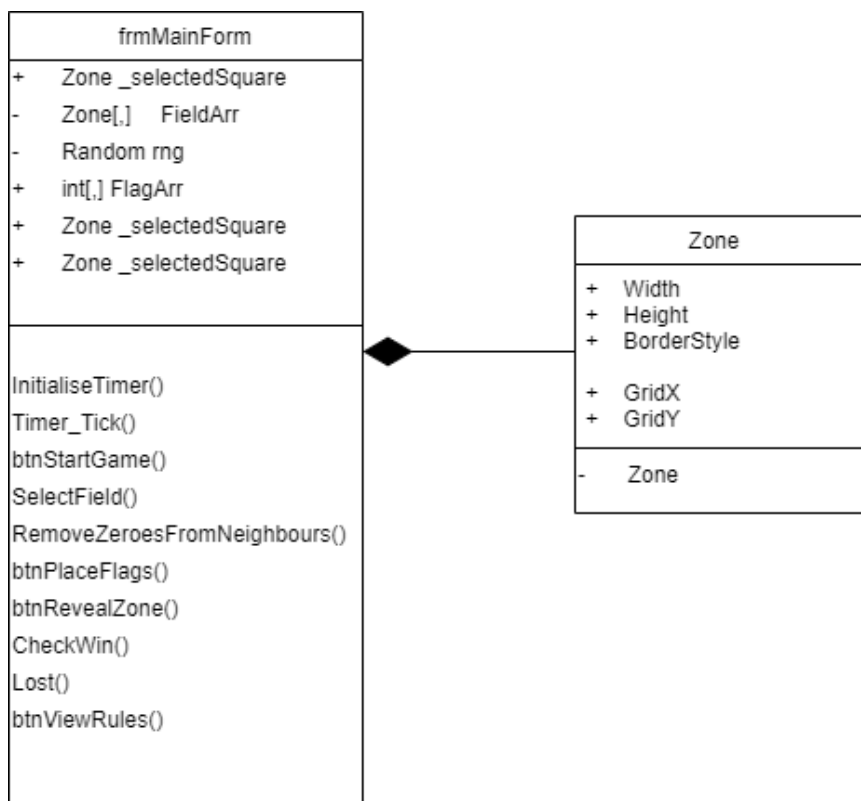 frmMainForm
+ Zone _selectedSquare
- Zone[,] FieldArr
- Random rng
+ int[,] FlagArr
+ Zone _selectedSquare
+ Zone _selectedSquare
InitialiseTimer()
Timer_Tick()
btnStartGame()
SelectField()
RemoveZeroesFromNeighbours()
btnPlaceFlags()
btnRevealZone()
CheckWin()
Lost()
btnViewRules()
Zone
+ Width
+ Height
+ BorderStyle
+ GridX
+ GridY
- Zone